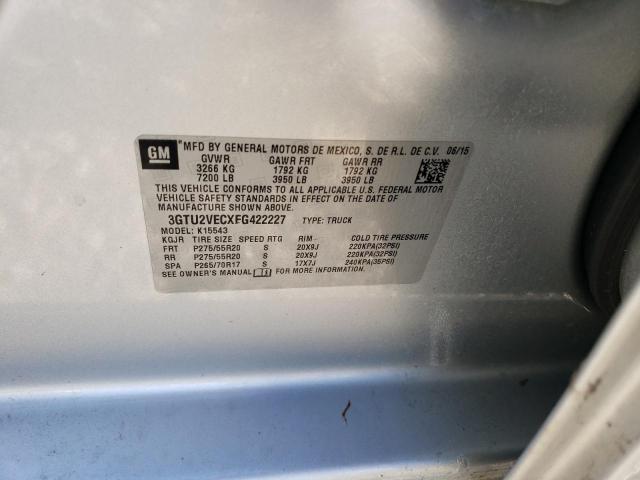 GM MFD BY GENERAL MOTORS DE MEXICO, S. DE R.L. DE C.V. 06/15
GVWR GAWR FRT GAWR RR
3266 KG 1792 KG 1792 KG
7200 LB 3950 LB 3950 LB
THIS VEHICLE CONFORMS TO ALL APPLICABLE U.S. FEDERAL MOTOR
VEHICLE SAFETY STANDARDS IN EFFECT ON THE DATE OF
MANUFACTURE SHOWN ABOVE.
3GTU2VECXFG422227 TYPE: TRUCK
MODEL: K15543
KGJR TIRE SIZE SPEED RTG RIM COLD TIRE PRESSURE
FRT P275/55R20 S 20X9J 220KPA(32PSI)
RR P275/55R20 S 20X9J 220KPA(32PSI)
SPA P265/70R17 S 17X7J 240KPA(35PSI)
SEE OWNER'S MANUAL FOR MORE INFORMATION.